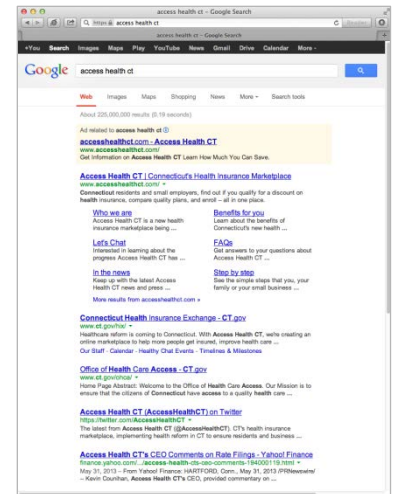 access health ct – Google Search
https access health ct
Reader
access health ct – Google Search
+You Search Images Maps Play YouTube News Gmail Drive Calendar More
Google access health ct
Web Images Maps Shopping News More Search tools
About 220,000,000 results (0.19 seconds)
Ad related to access health ct
accesshealthct.com - Access Health CT
www.accesshealthct.com/
Get Information on Access Health CT Learn How Much You Can Save.
Access Health CT | Connecticut's Health Insurance Marketplace
www.accesshealthct.com/
Connecticut residents and small employers, find out if you qualify for a discount on
health insurance, compare quality plans, and enroll – all in one place.
Who we are
Access Health CT is a new health
insurance marketplace being ...
Benefits for you
Learn about the benefits of
Connecticut's new health ...
Let's Chat
Interested in learning about the
progress Access Health CT has ...
FAQs
Get answers to your questions about
Access Health CT ...
In the news
Keep up with the latest Access
Health CT news and press ...
Step by step
See the simple steps that you, your
family or your small business ...
More results from accesshealthct.com »
Connecticut Health Insurance Exchange - CT.gov
www.ct.gov/hix/
Healthcare reform is coming to Connecticut. With Access Health CT, we're creating an
online marketplace to help more people get insured, improve health care ...
Our Staff - Calendar - Healthy Chat Events - Timelines & Milestones
Office of Health Care Access - CT.gov
www.ct.gov/ohca/
Home Page Abstract: Welcome to the Office of Health Care Access. Our Mission is to
ensure that the citizens of Connecticut have access to a quality health care ...
Access Health CT (AccessHealthCT) on Twitter
https://twitter.com/AccessHealthCT
The latest from Access Health CT (@AccessHealthCT). CT's health insurance
marketplace, implementing health reform in CT to ensure residents and business ...
Access Health CT's CEO Comments on Rate Filings - Yahoo! Finance
finance.yahoo.com/.../access-health-cts-ceo-comments-194000119.html
May 31, 2013 – From Yahoo! Finance: HARTFORD, Conn., May 31, 2013 /PRNewswire/
-- Kevin Counihan, Access Health CT's CEO, provided commentary on ...